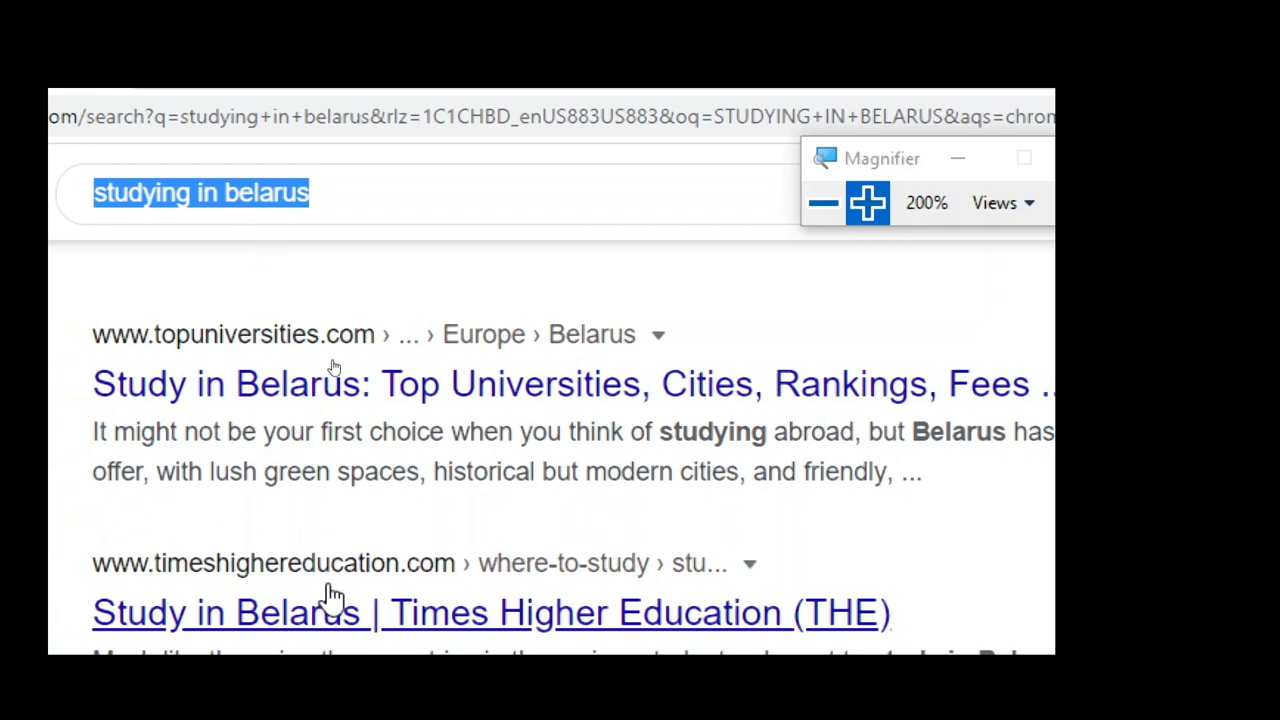 om/search?q=studying+in+belarus&rlz=1C1CHBD_enUS883US883&oq=STUDYING+IN+BELARUS&aqs=chron
Magnifier
studying in belarus
200% Views
www.topuniversities.com › ... › Europe › Belarus
Study in Belarus: Top Universities, Cities, Rankings, Fees ..
It might not be your first choice when you think of studying abroad, but Belarus has
offer, with lush green spaces, historical but modern cities, and friendly, ...
www.timeshighereducation.com › where-to-study › stu...
Study in Belarus | Times Higher Education (THE)